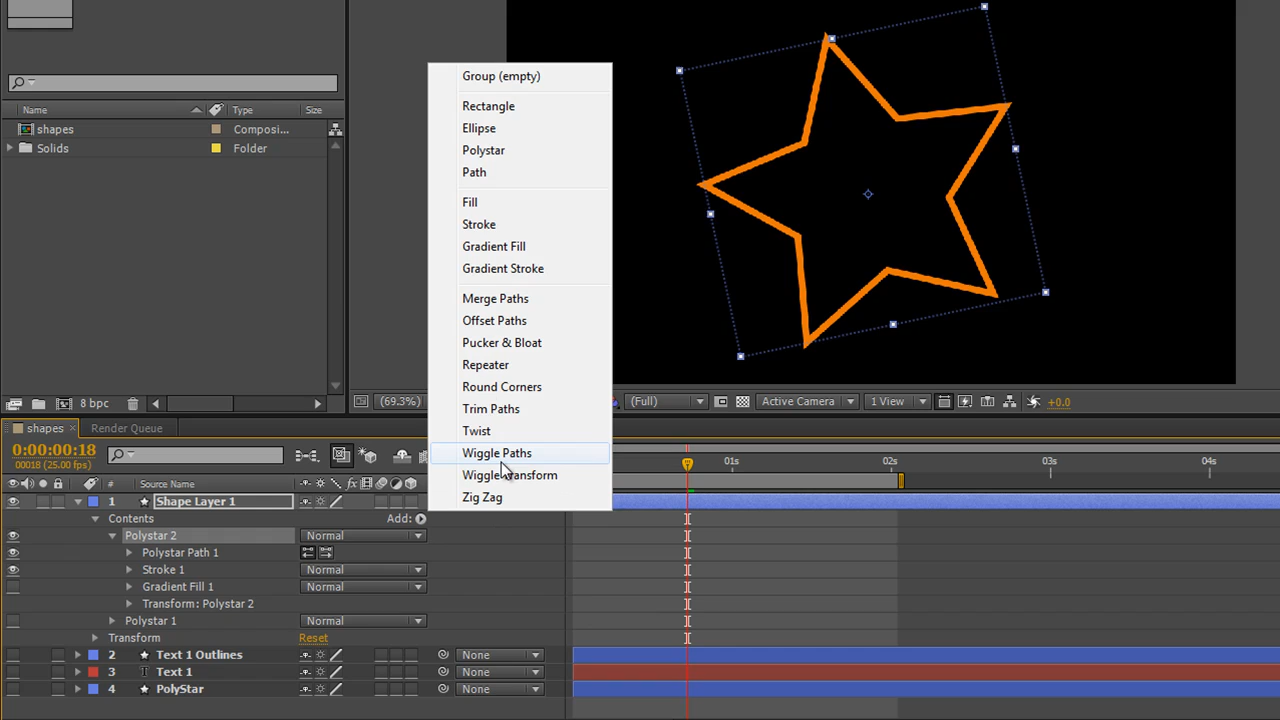 Name Type Size
shapes Composi...
Solids Folder
8 bpc
(69.3%)
(Full) Active Camera 1 View +0.0
Group (empty)
Rectangle
Ellipse
Polystar
Path
Fill
Stroke
Gradient Fill
Gradient Stroke
Merge Paths
Offset Paths
Pucker & Bloat
Repeater
Round Corners
Trim Paths
Twist
Wiggle Paths
Wiggle Transform
Zig Zag
shapes × Render Queue
0:00:00:18
00018 (25.00 fps)
01s 02s 03s 04s
# Source Name
1 Shape Layer 1
Contents Add:
Polystar 2 Normal
Polystar Path 1
Stroke 1 Normal
Gradient Fill 1 Normal
Transform: Polystar 2
Polystar 1 Normal
Transform Reset
2 Text 1 Outlines None
3 T Text 1 None
4 PolyStar None